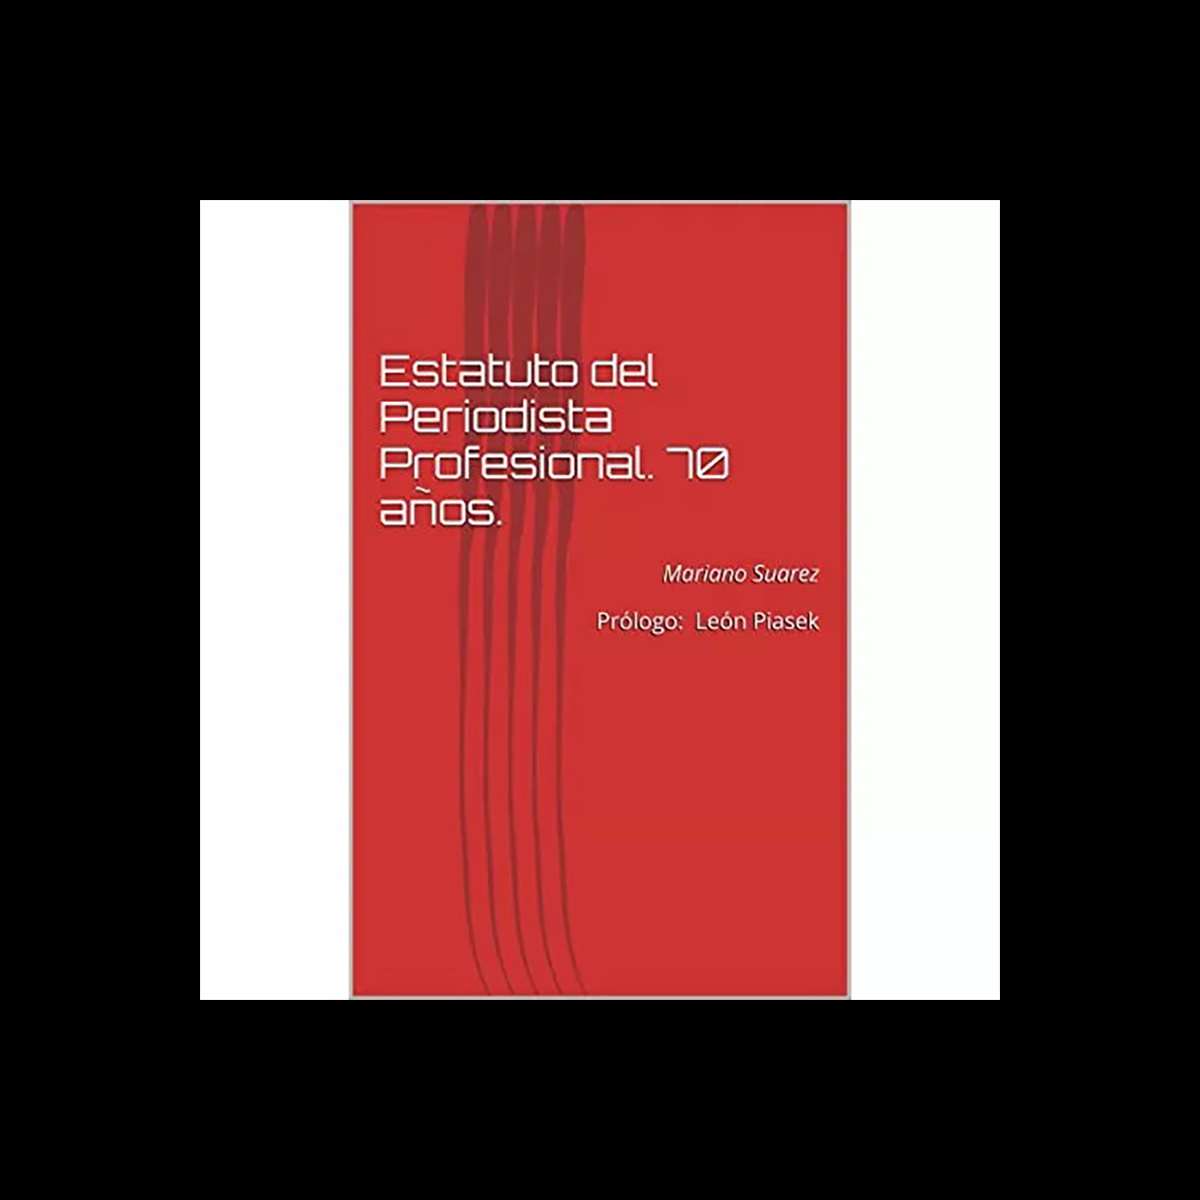 Estatuto del
Periodista
Profesional. 70
años.
Mariano Suarez
Prólogo: León Piasek